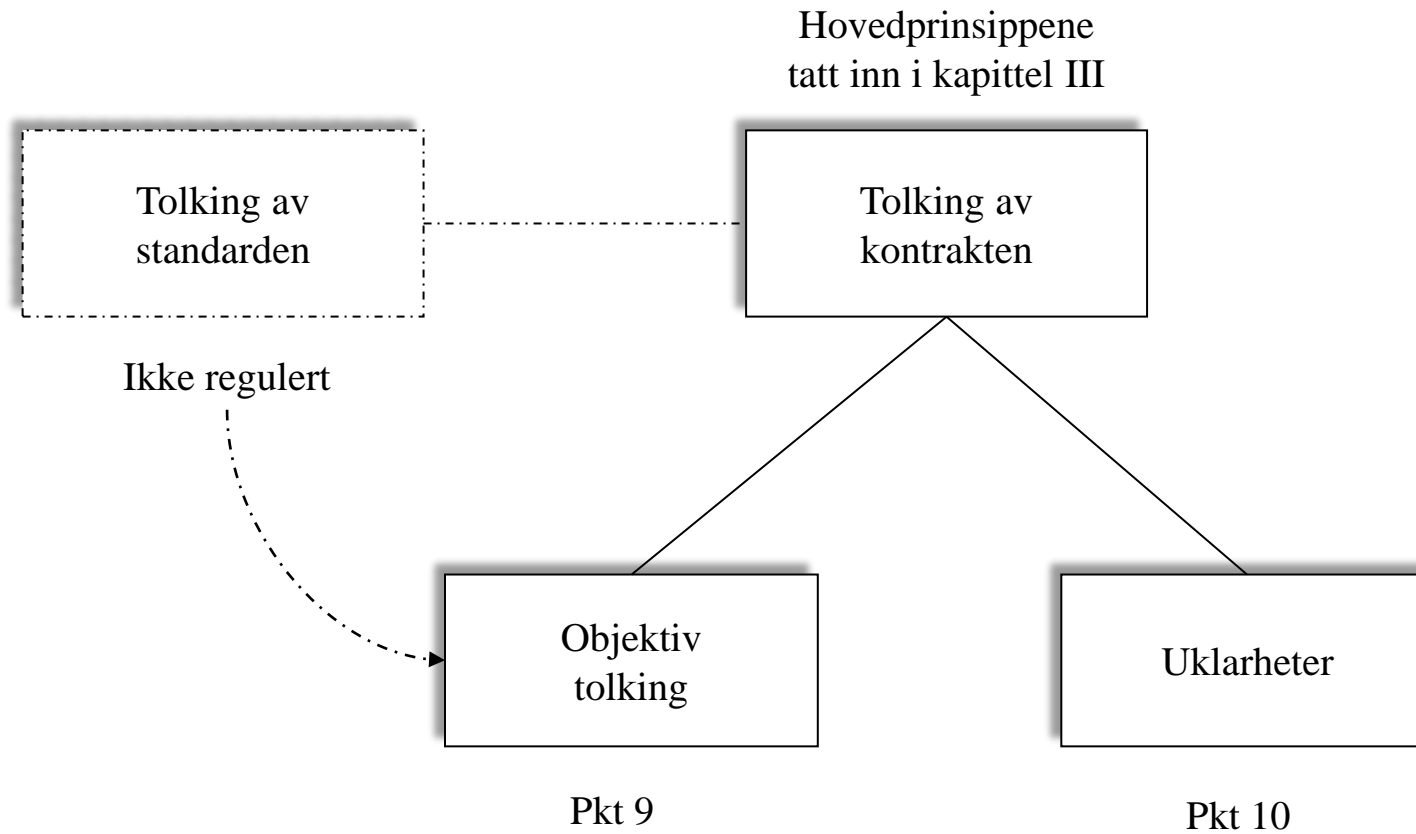 Hovedprinsippene
tatt inn i kapittel III
Tolking av
standarden
Tolking av
kontrakten
Ikke regulert
Objektiv
tolking
Uklarheter
Pkt 9
Pkt 10